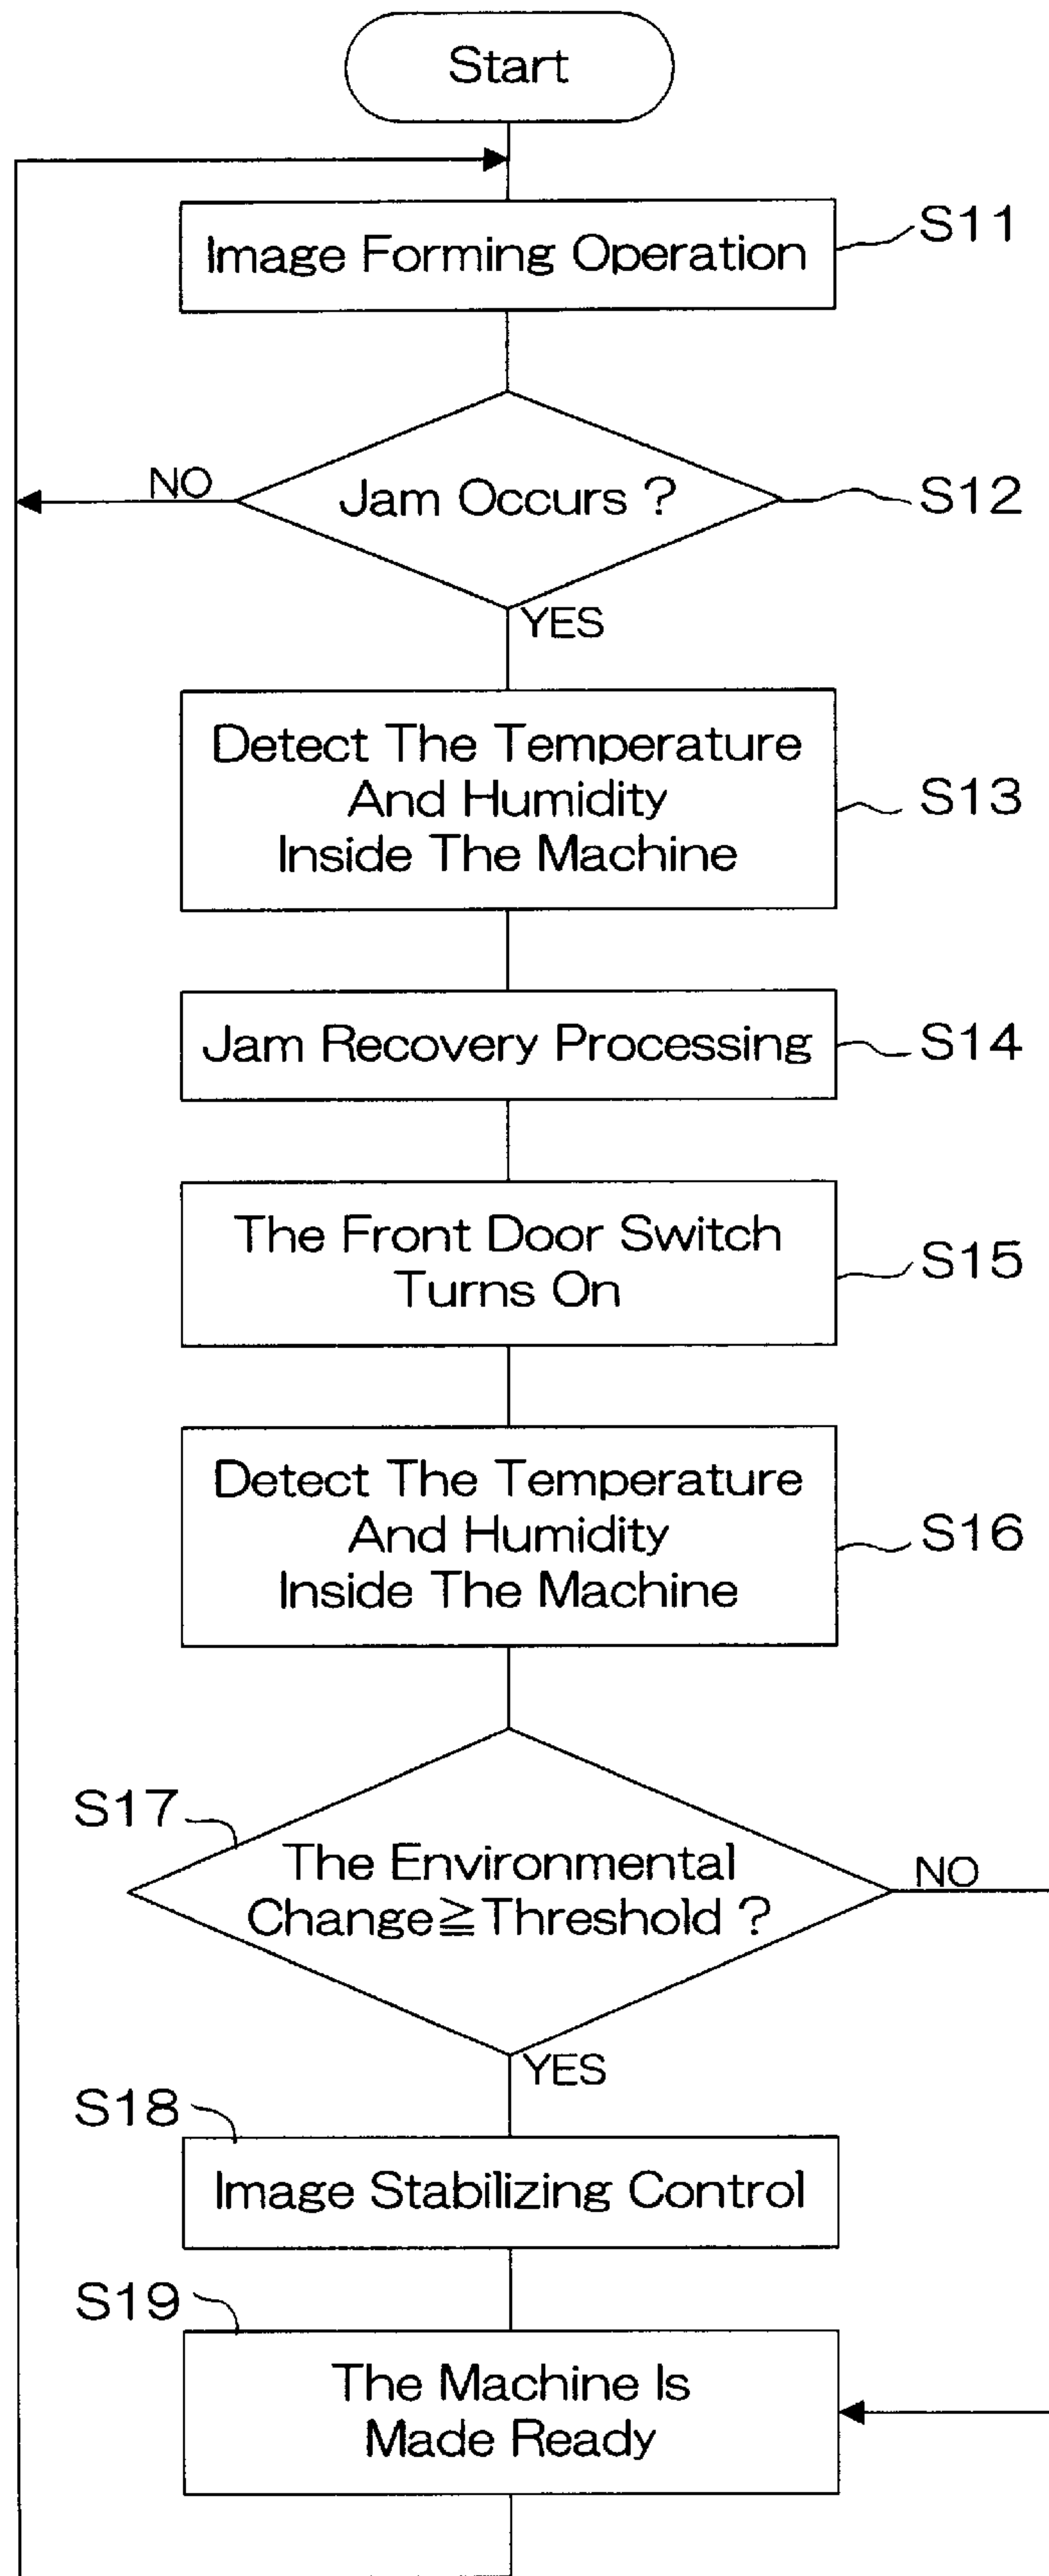 Start
Image Forming Operation
S11
NO
Jam Occurs ?
S12
YES
Detect The Temperature
And Humidity
Inside The Machine
S13
Jam Recovery Processing
S14
The Front Door Switch
Turns On
S15
Detect The Temperature
And Humidity
Inside The Machine
S16
S17
The Environmental
Change≧Threshold ?
NO
YES
S18
Image Stabilizing Control
S19
The Machine Is
Made Ready